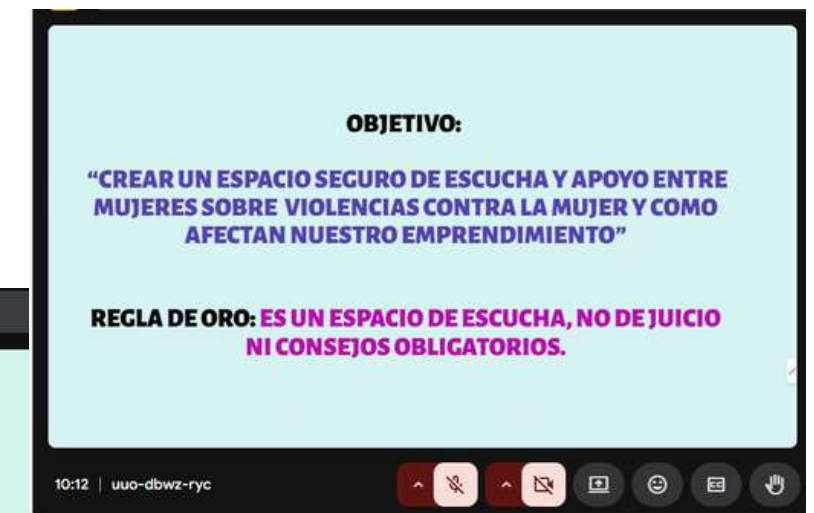 OBJETIVO:
“CREAR UN ESPACIO SEGURO DE ESCUCHA Y APOYO ENTRE
MUJERES SOBRE VIOLENCIAS CONTRA LA MUJER Y COMO
AFECTAN NUESTRO EMPRENDIMIENTO”
REGLA DE ORO: ES UN ESPACIO DE ESCUCHA, NO DE JUICIO
NI CONSEJOS OBLIGATORIOS.
10:12 | uuo-dbwz-ryc